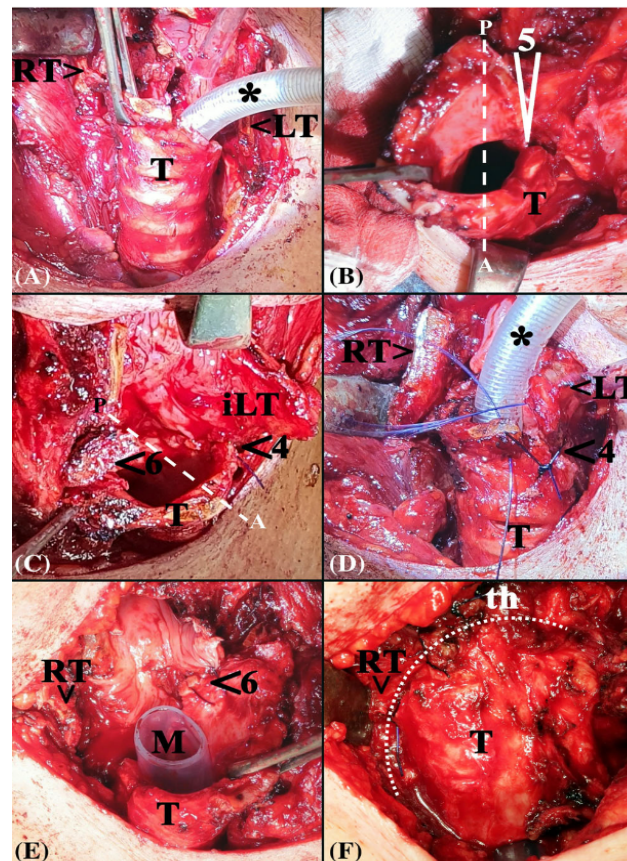 RT>
*
<LT
T
(A)
P
5
T
A
(B)
iLT
P
<6
<4
A
T
(C)
*
RT>
<LT
<4
T
(D)
RT
<6
M
T
(E)
th
RT
T
(F)